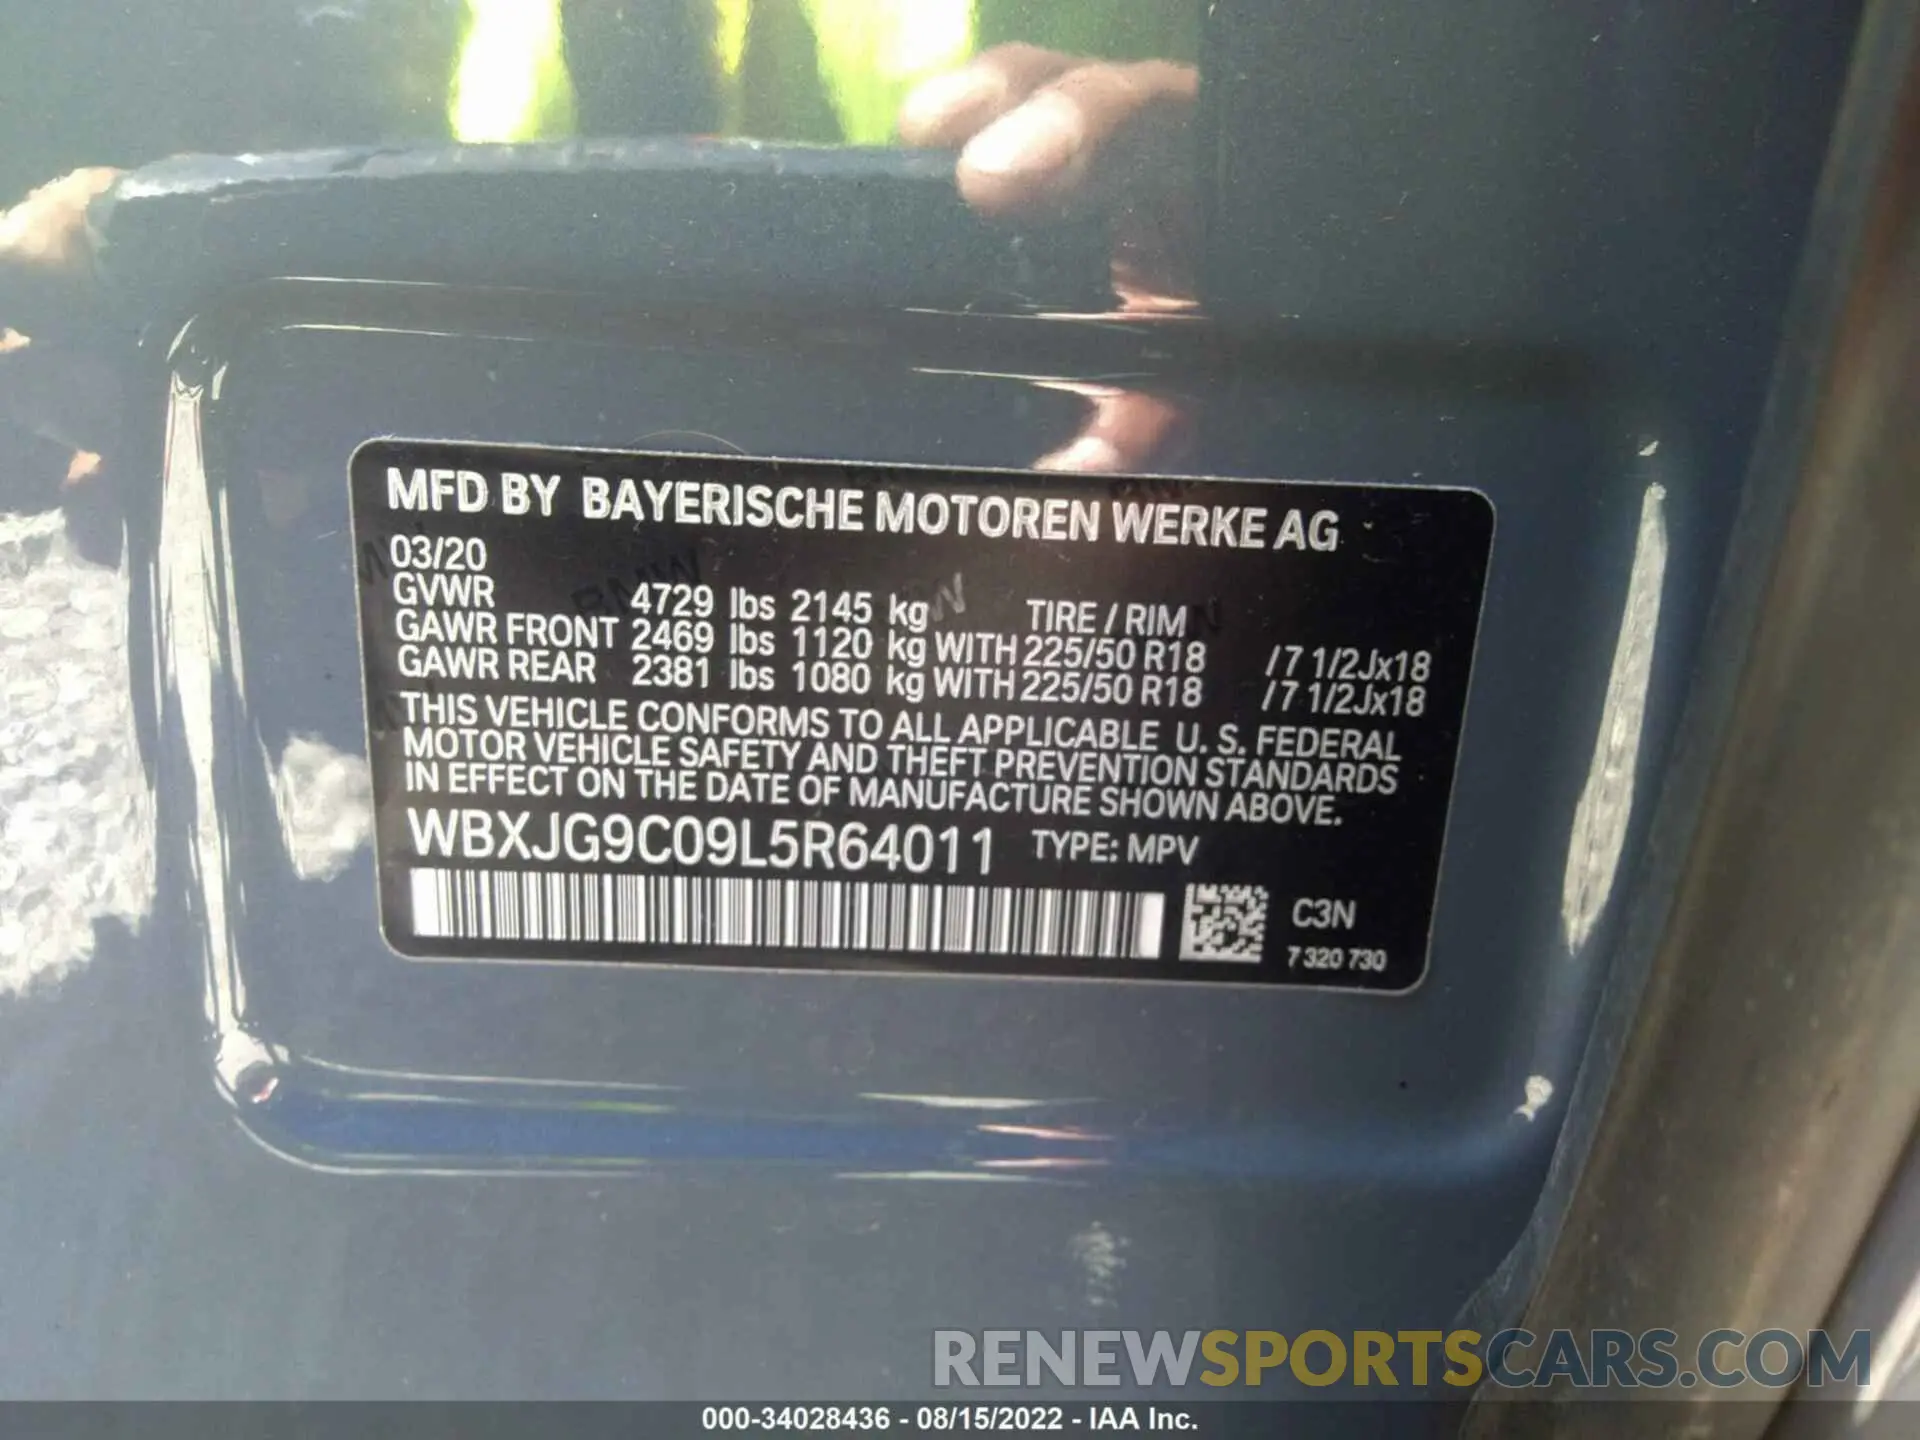 MFD BY BAYERISCHE MOTOREN WERKE AG
03/20
GVWR 4729 lbs 2145 kg TIRE / RIM
GAWR FRONT 2469 lbs 1120 kg WITH 225/50 R18 /7 1/2Jx18
GAWR REAR 2381 lbs 1080 kg WITH 225/50 R18 /7 1/2Jx18
THIS VEHICLE CONFORMS TO ALL APPLICABLE U. S. FEDERAL
MOTOR VEHICLE SAFETY AND THEFT PREVENTION STANDARDS
IN EFFECT ON THE DATE OF MANUFACTURE SHOWN ABOVE.
WBXJG9C09L5R64011 TYPE: MPV
C3N
7 320 730
RENEWSPORTSCARS.COM
000-34028436 - 08/15/2022 - IAA Inc.